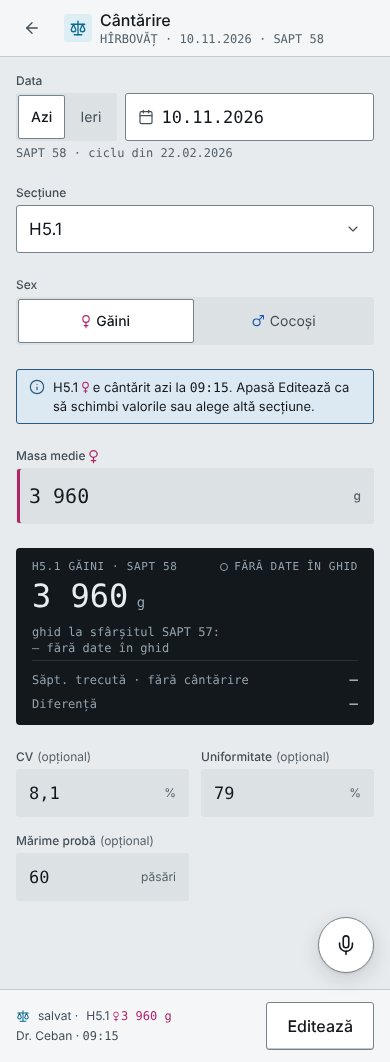 Cântărire
HÎRBOVĂȚ · 10.11.2026 · SAPT 58
Data
Azi Ieri 10.11.2026
SAPT 58 · ciclu din 22.02.2026
Secțiune
H5.1
Sex
♀ Găini ♂ Cocoși
H5.1 ♀ e cântărit azi la 09:15. Apasă Editează ca
să schimbi valorile sau alege altă secțiune.
Masa medie ♀
3 960 g
H5.1 GĂINI · SAPT 58 ○ FĂRĂ DATE ÎN GHID
3 960 g
ghid la sfârșitul SAPT 57:
— fără date în ghid
Săpt. trecută · fără cântărire —
Diferență —
CV (opțional) Uniformitate (opțional)
8,1 % 79 %
Mărime probă (opțional)
60 păsări
salvat · H5.1 ♀ 3 960 g
Dr. Ceban · 09:15
Editează